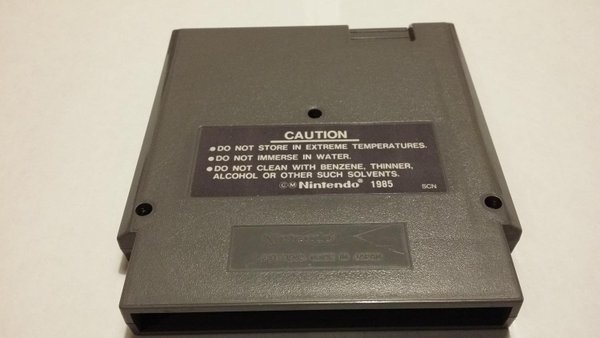 CAUTION
•DO NOT STORE IN EXTREME TEMPERATURES.
•DO NOT IMMERSE IN WATER.
•DO NOT CLEAN WITH BENZENE, THINNER,
ALCOHOL OR OTHER SUCH SOLVENTS.
©M Nintendo® 1985 SCN
Nintendo